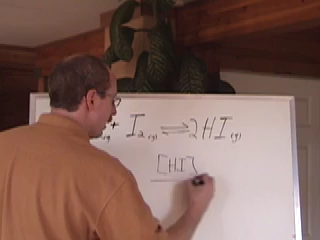 + I₂ (g) ⇌ 2HI (g)
[HI]